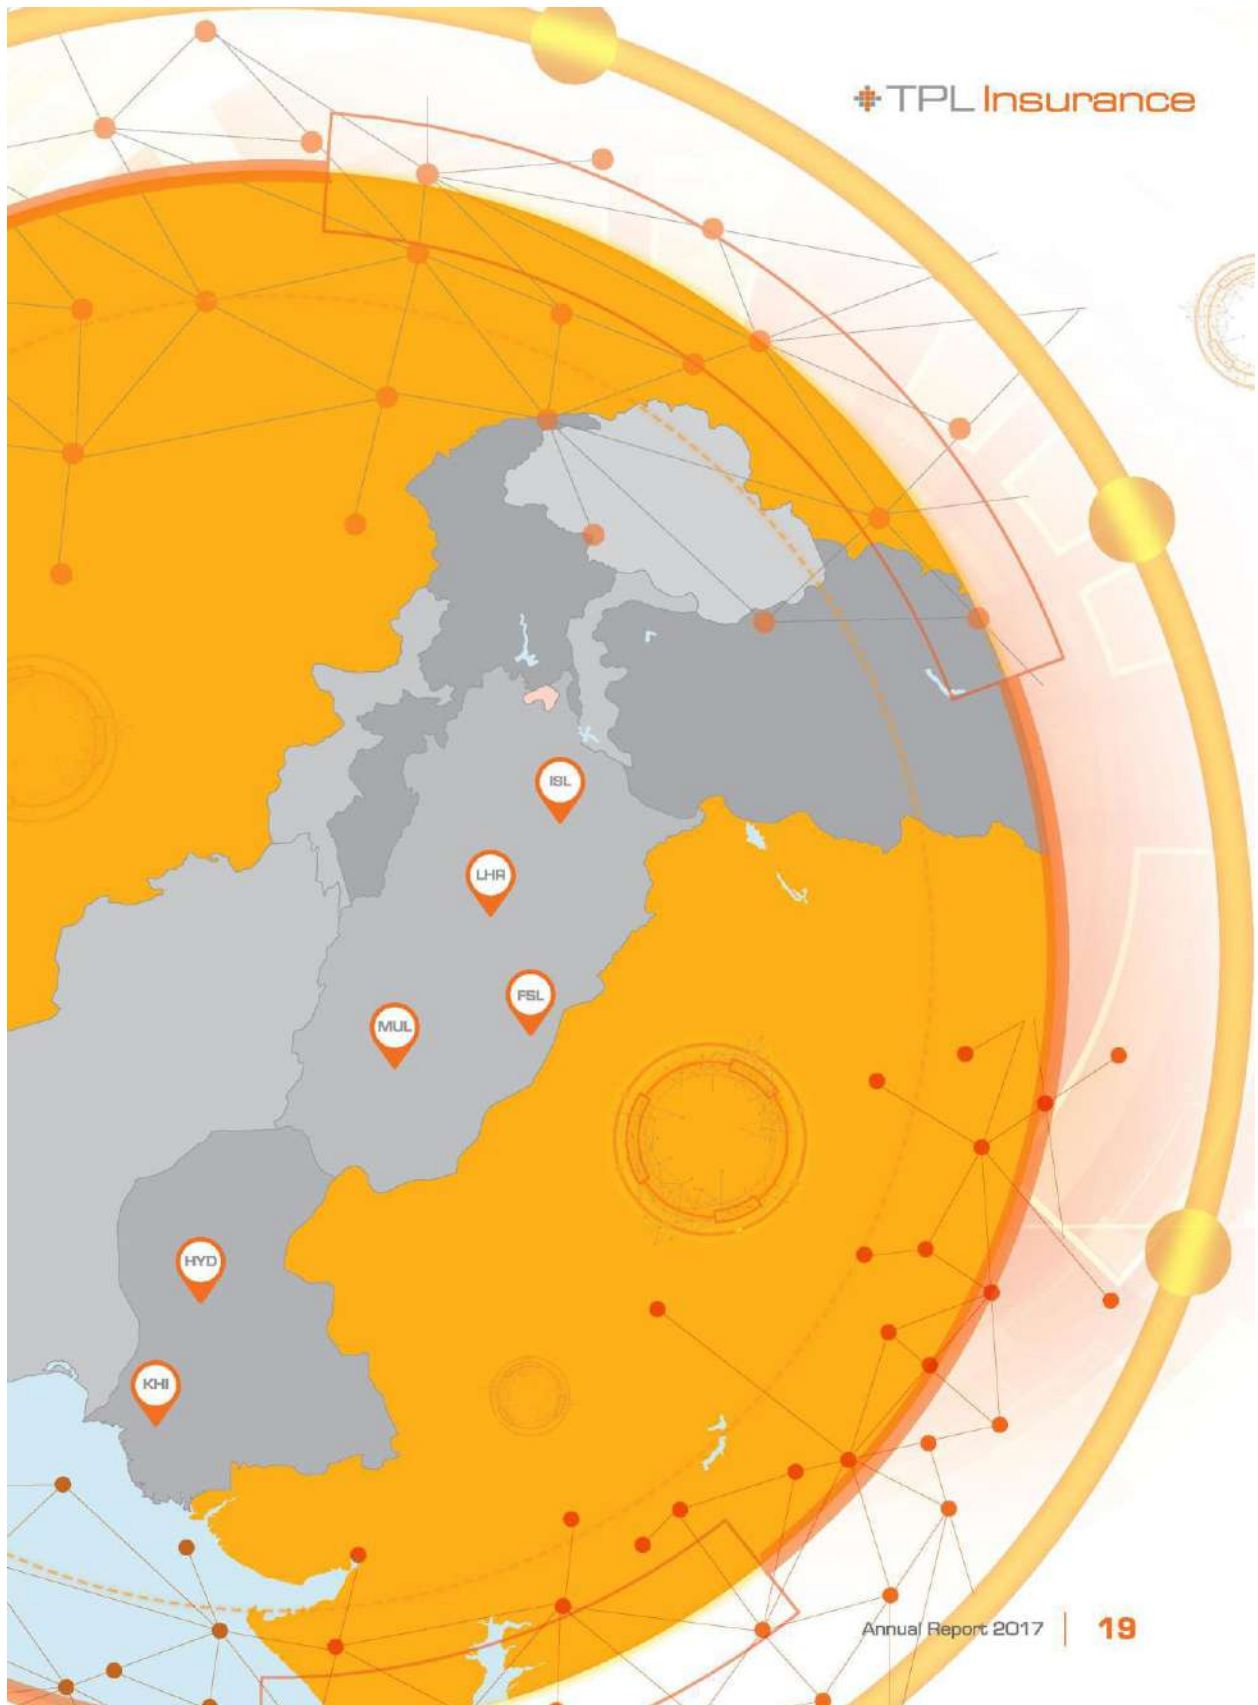 TPL Insurance
ISL
LHR
FSL
MUL
HYD
KHI
Annual Report 2017 | 19